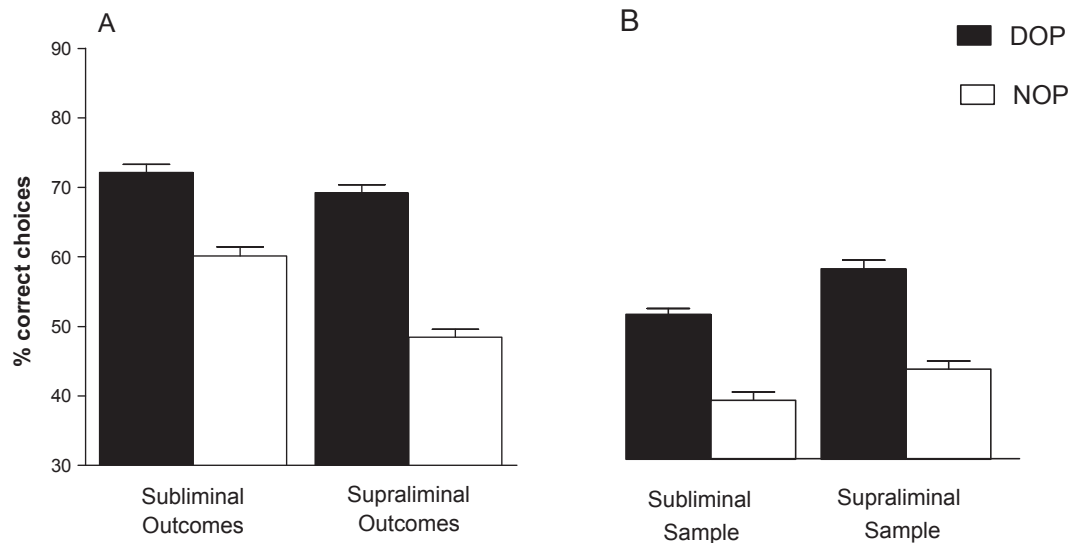 A
B
DOP
NOP
% correct choices
90
80
70
60
50
40
30
Subliminal
Outcomes
Supraliminal
Outcomes
Subliminal
Sample
Supraliminal
Sample